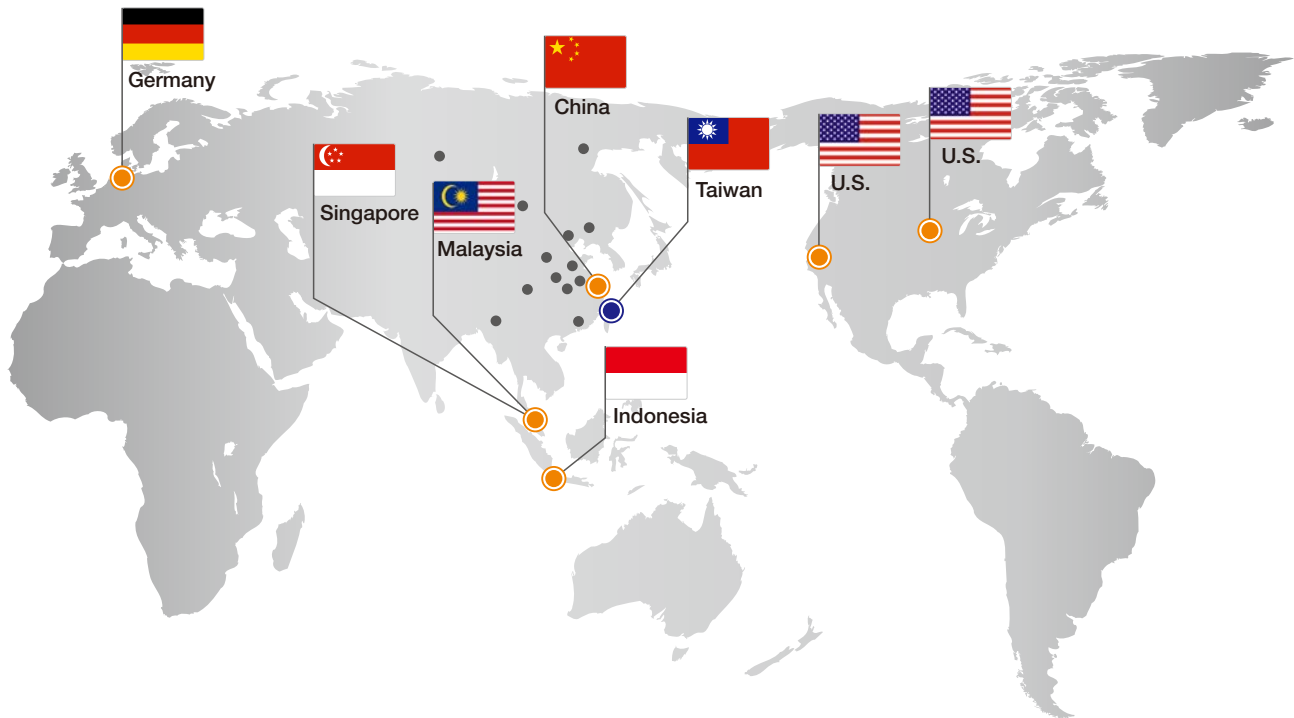 Germany
China
U.S.
U.S.
Taiwan
Singapore
Malaysia
Indonesia